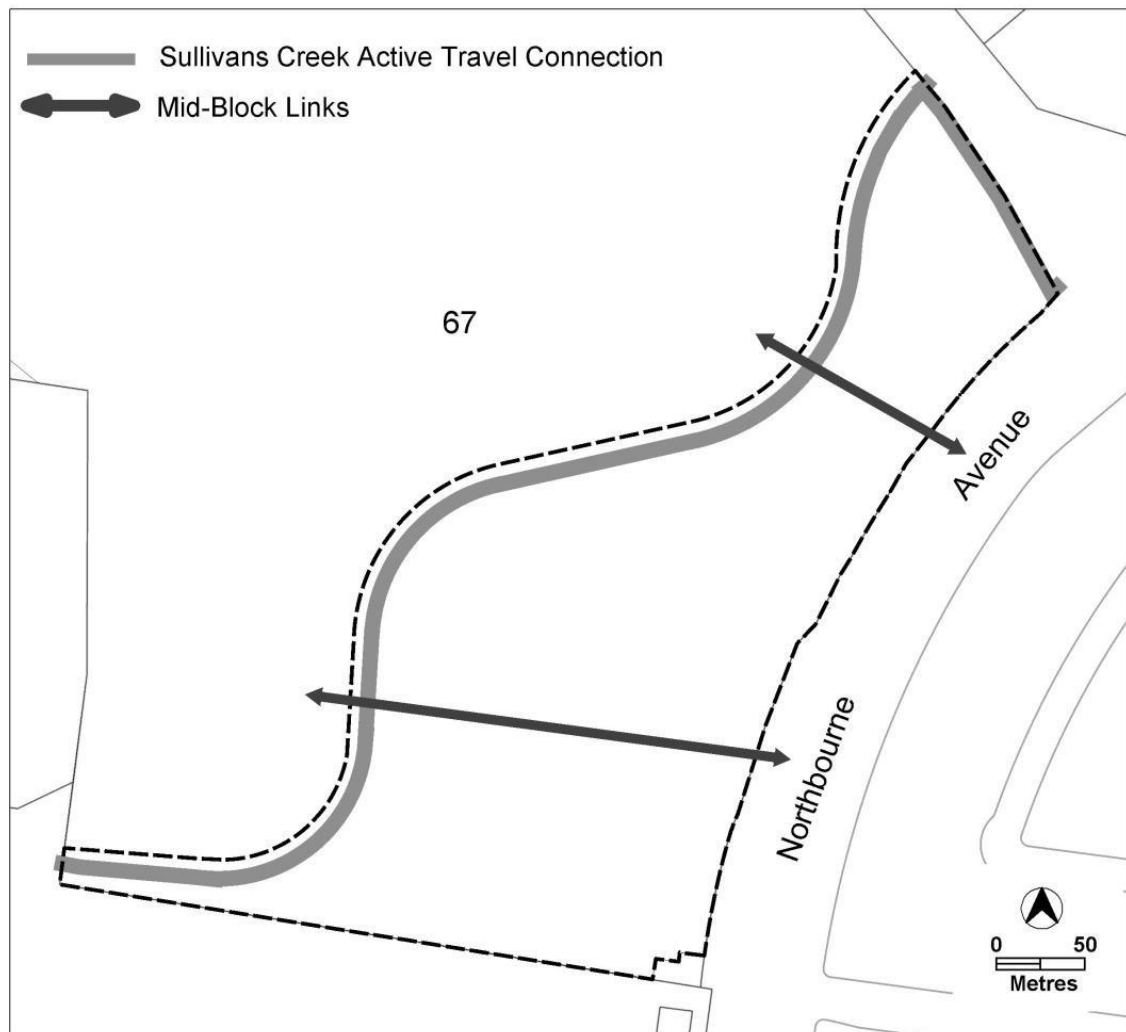 Sullivans Creek Active Travel Connection
Mid-Block Links
67
Avenue
Northbourne
0 50
Metres